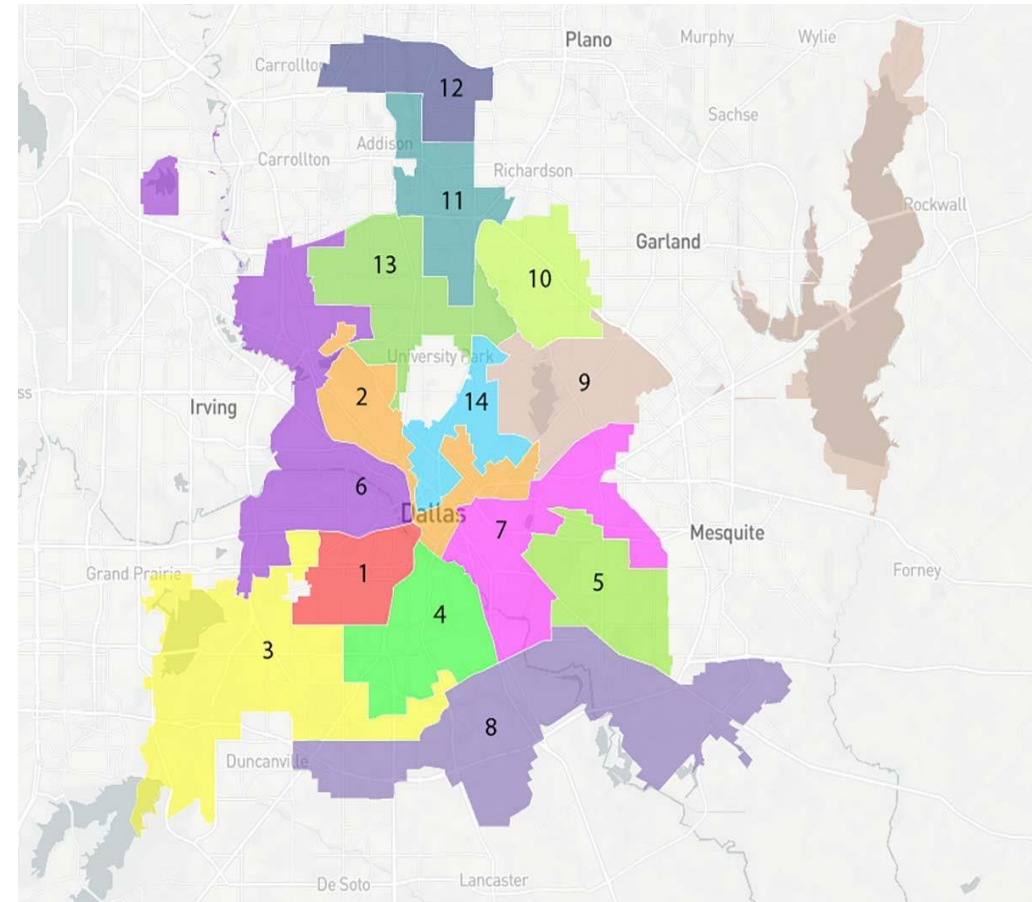 Plano
Murphy
Wylie
Carrollton
12
Sachse
Addison
Carrollton
Richardson
11
Rockwall
Garland
13
10
University Park
9
2
14
Irving
ss
6
Dallas
7
Mesquite
Grand Prairie
1
5
Forney
4
3
8
Duncanville
De Soto
Lancaster